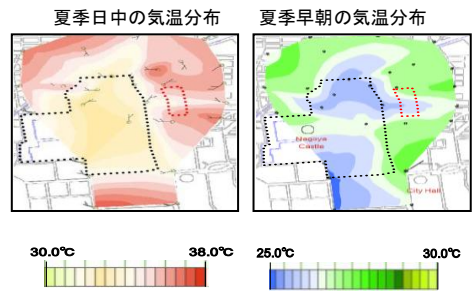 夏季日中の気温分布
夏季早朝の気温分布
Nagoya
Castle
City Hall
30.0℃
38.0℃
25.0℃
30.0℃